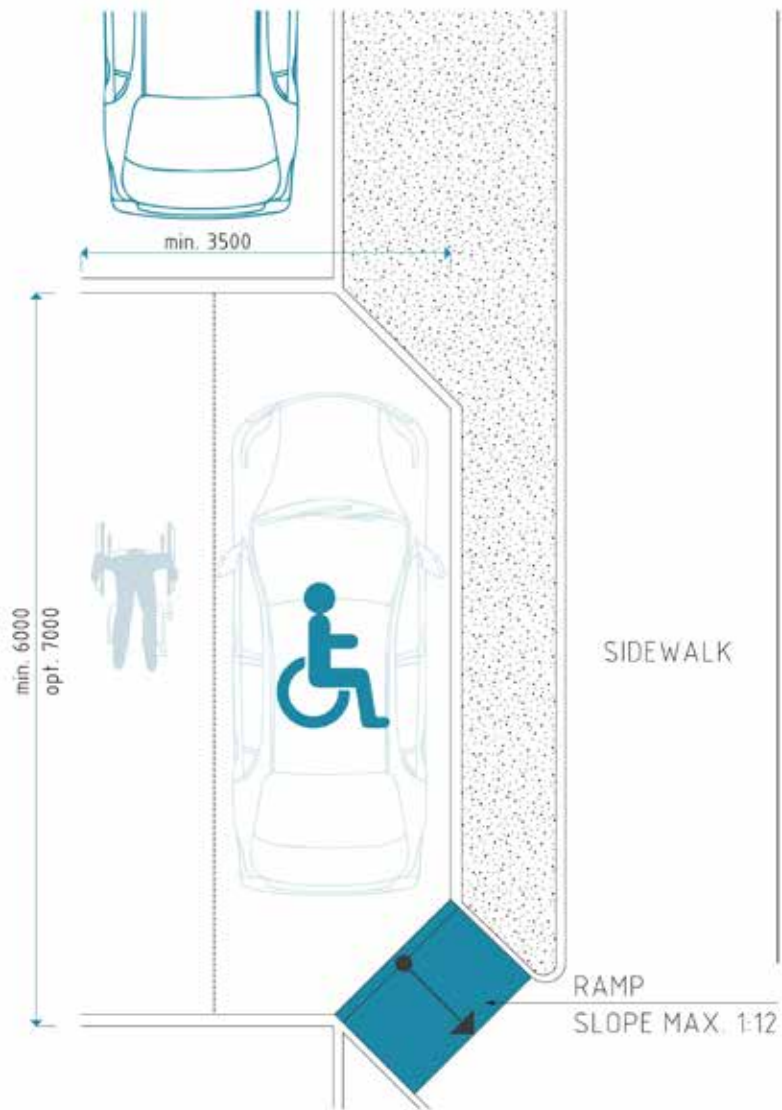 min. 3500
min. 6000
opt. 7000
SIDEWALK
RAMP
SLOPE MAX. 1:12